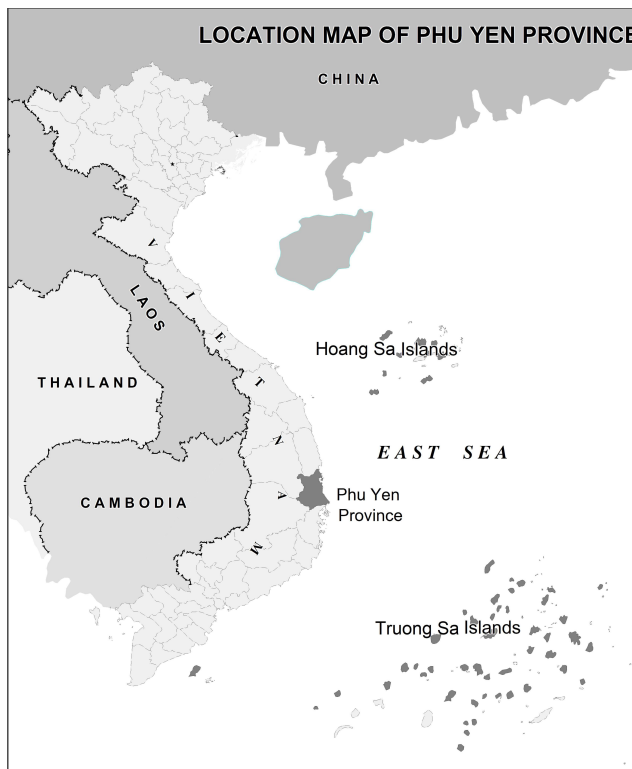 LOCATION MAP OF PHU YEN PROVINCE
CHINA
VIETNAM
LAOS
Hoang Sa Islands
THAILAND
EAST SEA
CAMBODIA
Phu Yen
Province
Truong Sa Islands